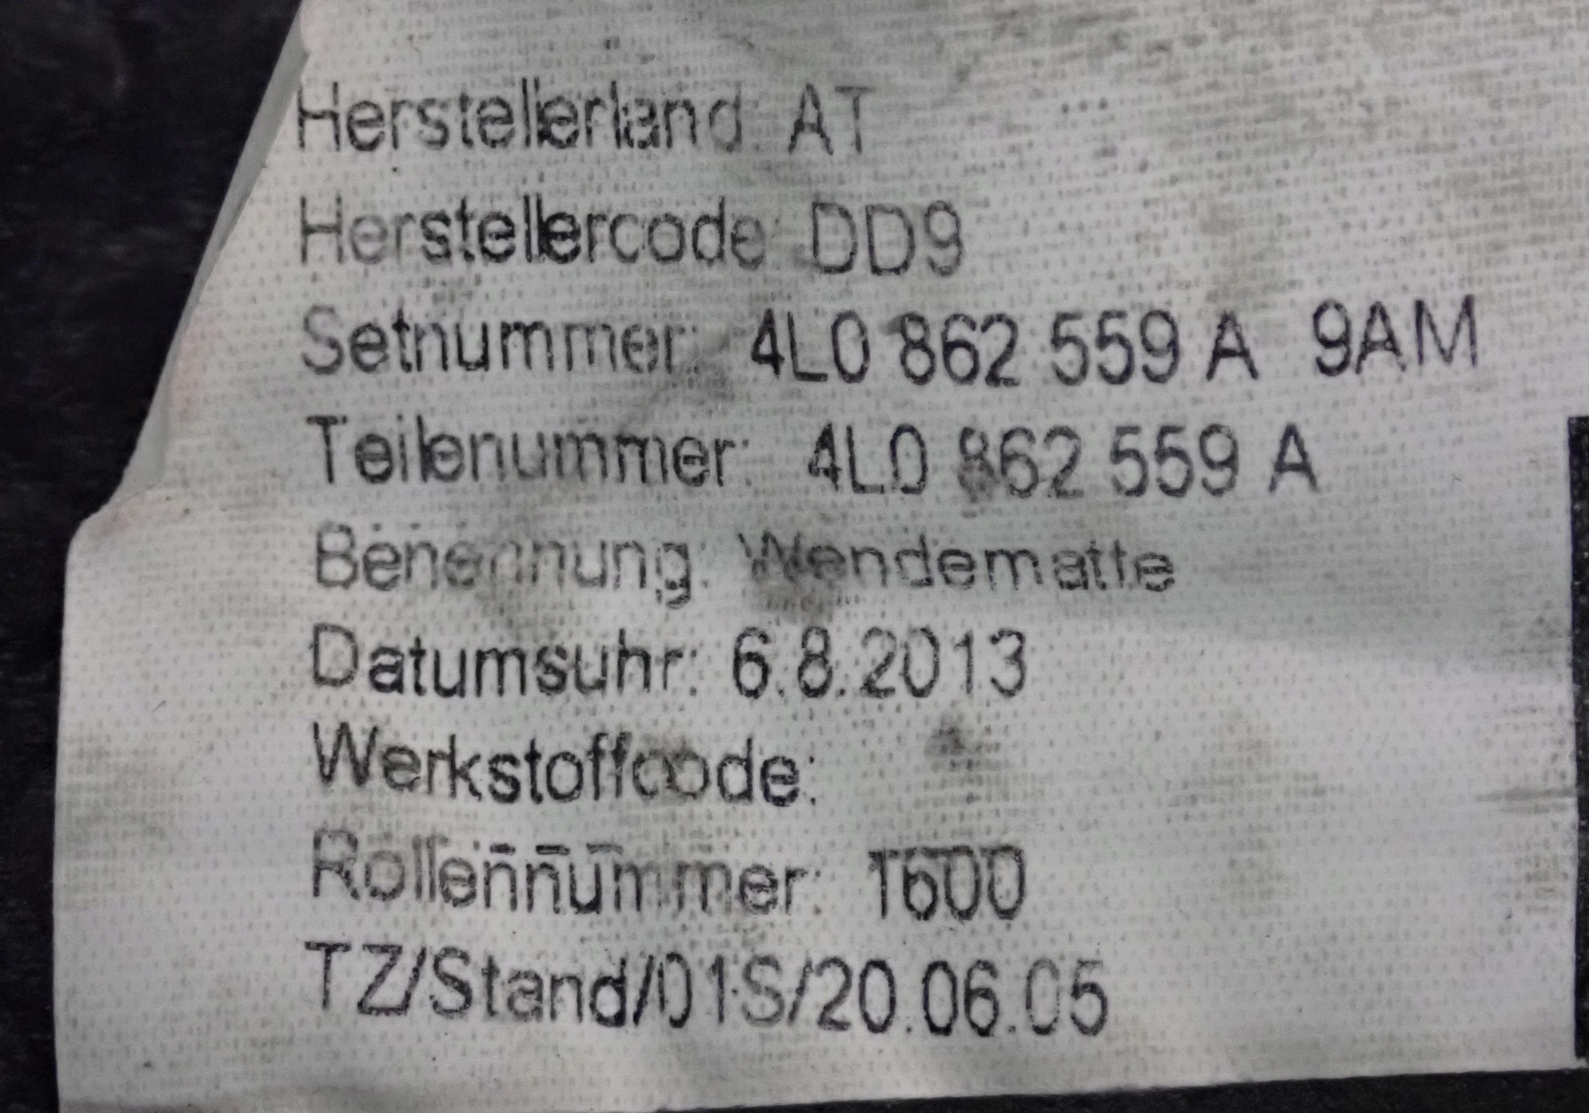 Herstellerland: AT
Herstellercode: DD9
Setnummer: 4L0 862 559 A 9AM
Teilenummer: 4L0 862 559 A
Benennung: Wendematte
Datumsuhr: 6.8.2013
Werkstoffcode:
Rollennummer: 1600
TZ/Stand/01S/20.06.05